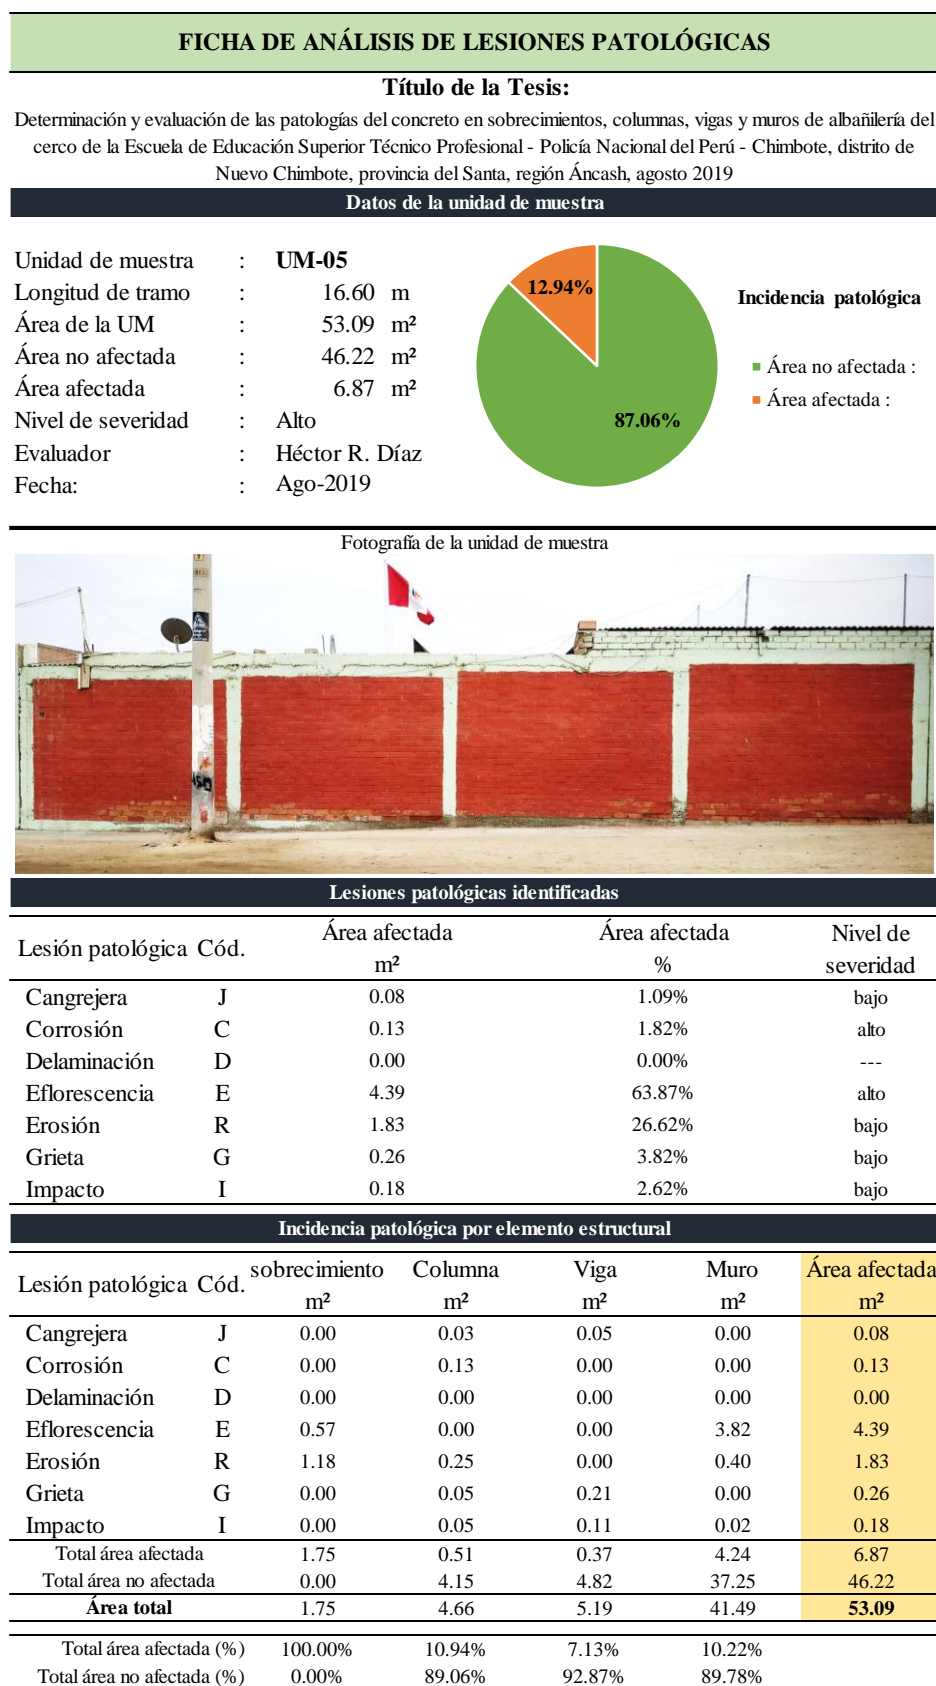 FICHA DE ANÁLISIS DE LESIONES PATOLÓGICAS
Título de la Tesis:
Determinación y evaluación de las patologías del concreto en sobrecimientos, columnas, vigas y muros de albañilería del
cerco de la Escuela de Educación Superior Técnico Profesional - Policía Nacional del Perú - Chimbote, distrito de
Nuevo Chimbote, provincia del Santa, región Áncash, agosto 2019
Datos de la unidad de muestra
Unidad de muestra : UM-05
Longitud de tramo : 16.60 m
Área de la UM : 53.09 m²
Área no afectada : 46.22 m²
Área afectada : 6.87 m²
Nivel de severidad : Alto
Evaluador : Héctor R. Díaz
Fecha: : Ago-2019
12.94%
87.06%
Incidencia patológica
Área no afectada :
Área afectada :
Fotografía de la unidad de muestra
Lesiones patológicas identificadas
Lesión patológica Cód. Área afectada Área afectada Nivel de
m² % severidad
Cangrejera J 0.08 1.09% bajo
Corrosión C 0.13 1.82% alto
Delaminación D 0.00 0.00% ---
Eflorescencia E 4.39 63.87% alto
Erosión R 1.83 26.62% bajo
Grieta G 0.26 3.82% bajo
Impacto I 0.18 2.62% bajo
Incidencia patológica por elemento estructural
Lesión patológica Cód. sobrecimiento Columna Viga Muro Área afectada
m² m² m² m² m²
Cangrejera J 0.00 0.03 0.05 0.00 0.08
Corrosión C 0.00 0.13 0.00 0.00 0.13
Delaminación D 0.00 0.00 0.00 0.00 0.00
Eflorescencia E 0.57 0.00 0.00 3.82 4.39
Erosión R 1.18 0.25 0.00 0.40 1.83
Grieta G 0.00 0.05 0.21 0.00 0.26
Impacto I 0.00 0.05 0.11 0.02 0.18
Total área afectada 1.75 0.51 0.37 4.24 6.87
Total área no afectada 0.00 4.15 4.82 37.25 46.22
Área total 1.75 4.66 5.19 41.49 53.09
Total área afectada (%) 100.00% 10.94% 7.13% 10.22%
Total área no afectada (%) 0.00% 89.06% 92.87% 89.78%